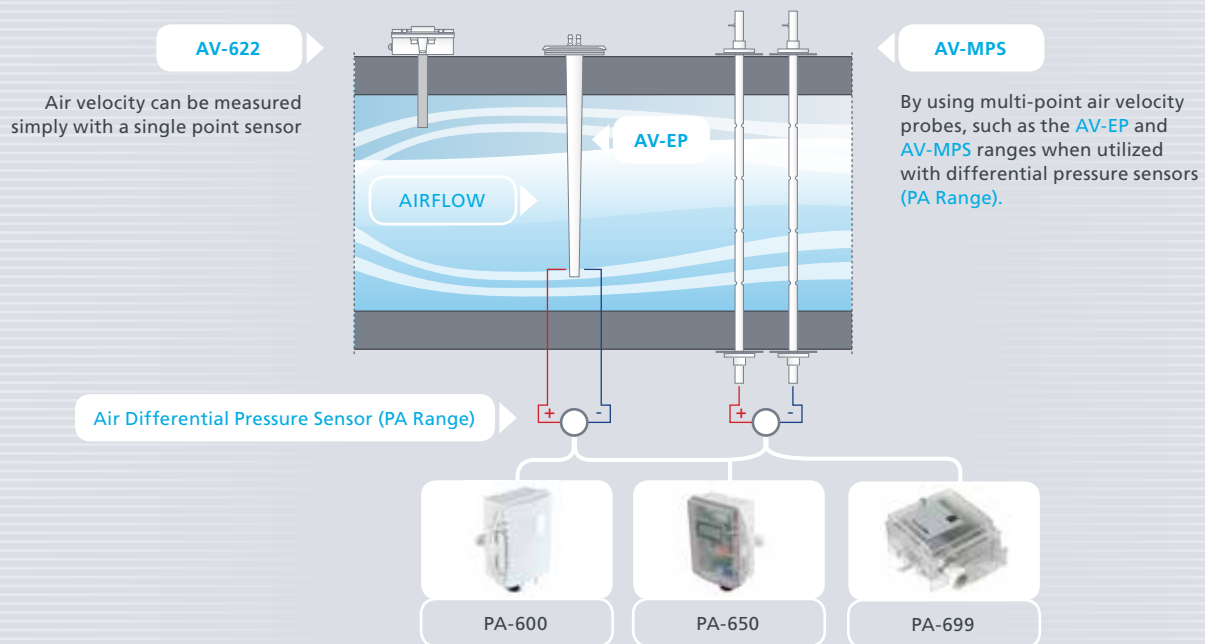 AV-622
Air velocity can be measured
simply with a single point sensor
AV-EP
AIRFLOW
AV-MPS
By using multi-point air velocity
probes, such as the AV-EP and
AV-MPS ranges when utilized
with differential pressure sensors
(PA Range).
Air Differential Pressure Sensor (PA Range)
+ -
+ -
PA-600
PA-650
PA-699